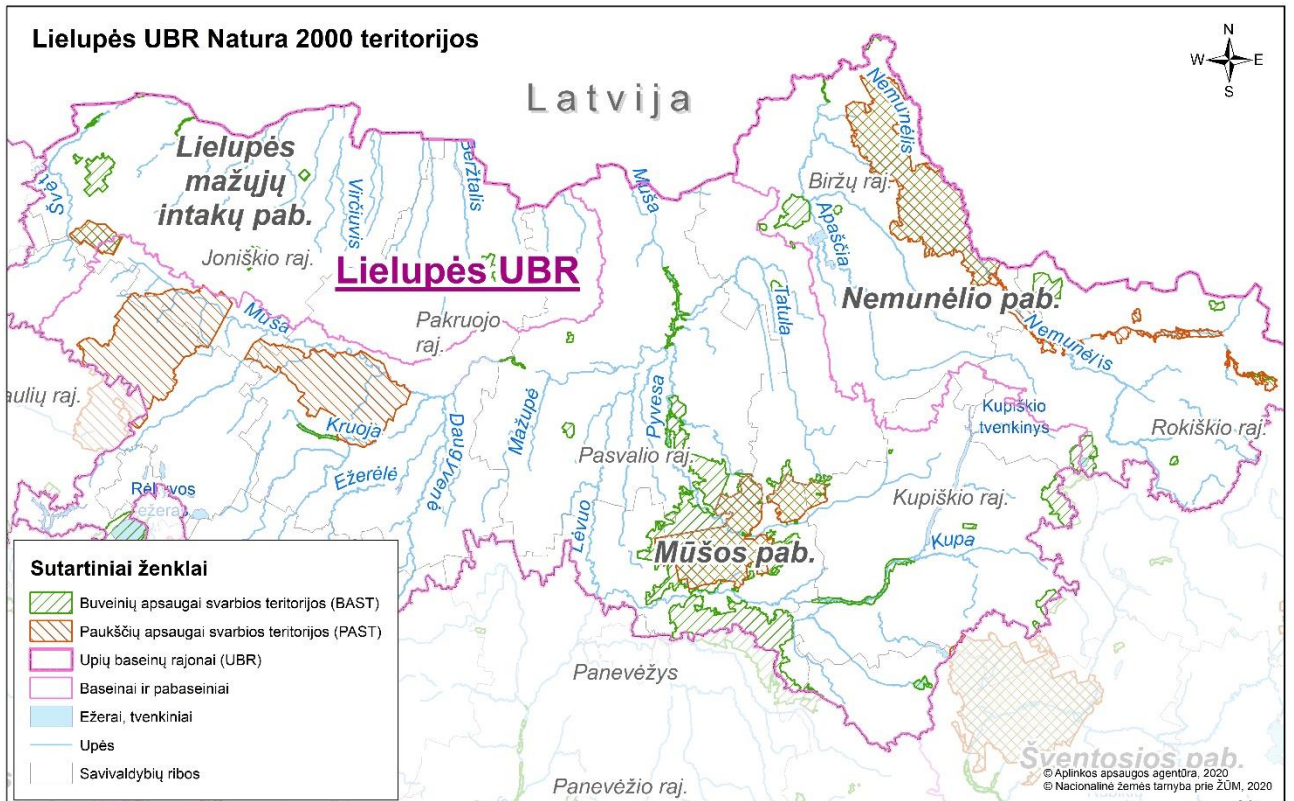 Lielupės UBR Natura 2000 teritorijos
N
W E
S
Latvija
Nemunėlis
Lielupės
mažųjų
intakų pab.
Švėt
Virčiuvis
Beržtalis
Mūša
Biržų raj.
Apaščia
Joniškio raj.
Lielupės UBR
Nemunėlio pab.
Tatula
Mūša
Pakruojo
raj.
Nemunėlis
aulių raj.
Kruoja
Mažupė
Pyvesa
Kupiškio
tvenkinys
Rokiškio raj.
Daugyvenė
Pasvalio raj.
Ežerėlė
Kupiškio raj.
ežeras
Lėvuo
Mūšos pab.
Kupa
Sutartiniai ženklai
Buveinių apsaugai svarbios teritorijos (BAST)
Paukščių apsaugai svarbios teritorijos (PAST)
Upių baseinų rajonai (UBR)
Baseinai ir pabaseiniai
Ežerai, tvenkiniai
Upės
Savivaldybių ribos
Panevėžys
Panevėžio raj.
Šventosios pab.
© Aplinkos apsaugos agentūra, 2020
© Nacionalinė žemės tarnyba prie ŽŪM, 2020